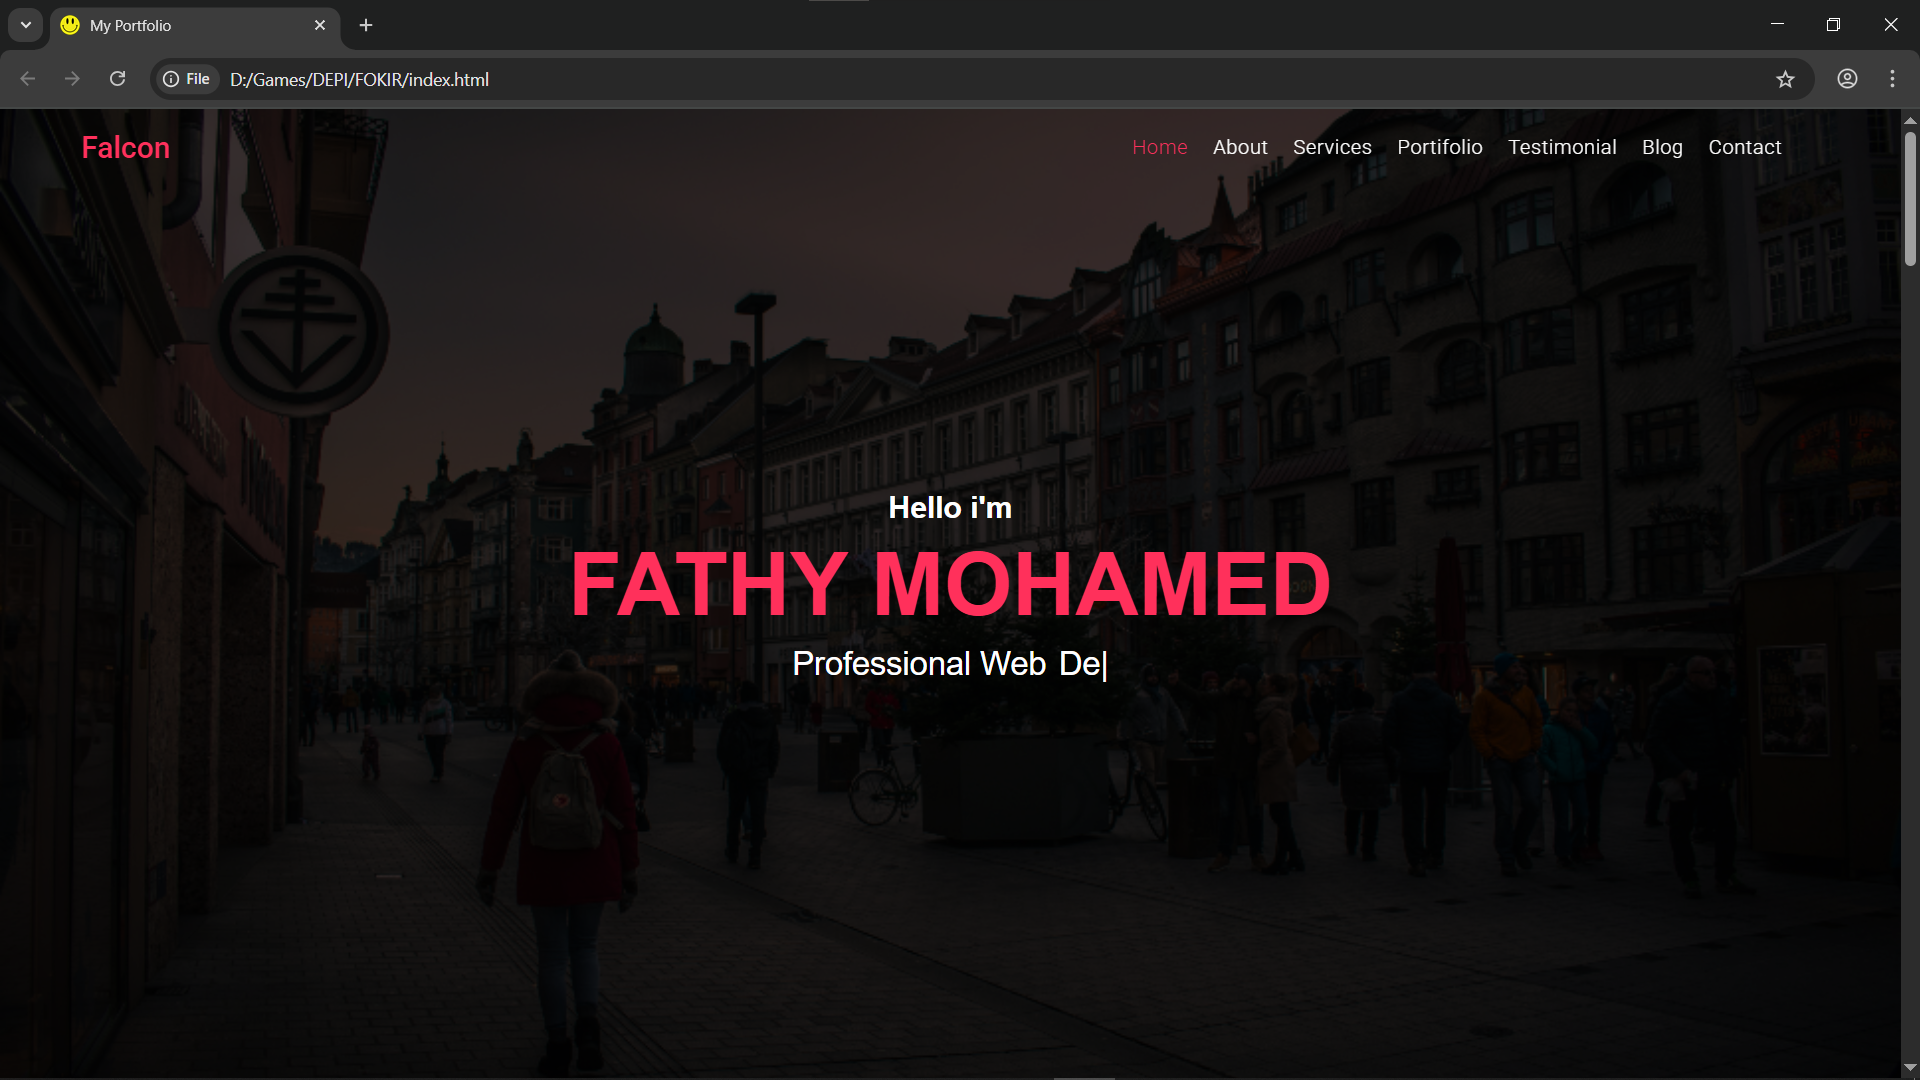 My Portfolio
File D:/Games/DEPI/FOKIR/index.html
Falcon
Home About Services Portifolio Testimonial Blog Contact
Hello i'm
FATHY MOHAMED
Professional Web De|